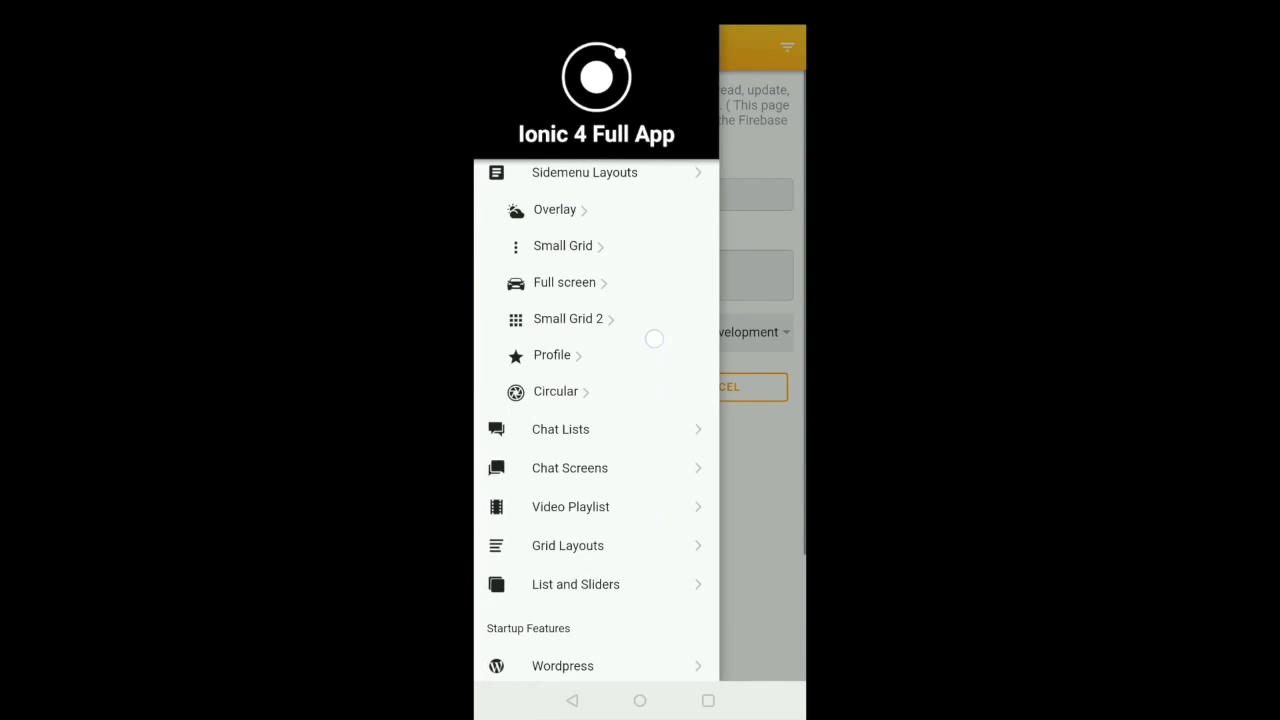 Ionic 4 Full App
ead, update,
. ( This page
the Firebase
Sidemenu Layouts
Overlay
Small Grid
Full screen
Small Grid 2
velopment
Profile
CEL
Circular
Chat Lists
Chat Screens
Video Playlist
Grid Layouts
List and Sliders
Startup Features
Wordpress